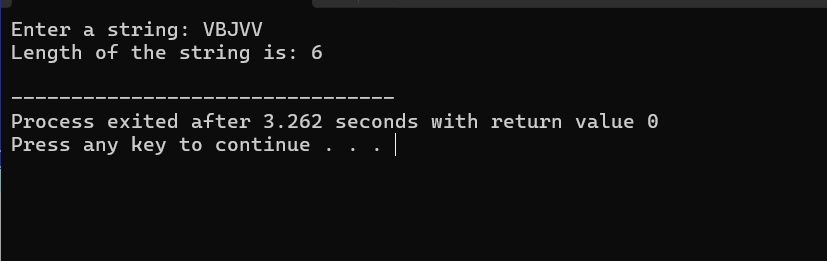 Enter a string: VBJVV
Length of the string is: 6
--------------------------------
Process exited after 3.262 seconds with return value 0
Press any key to continue . . .